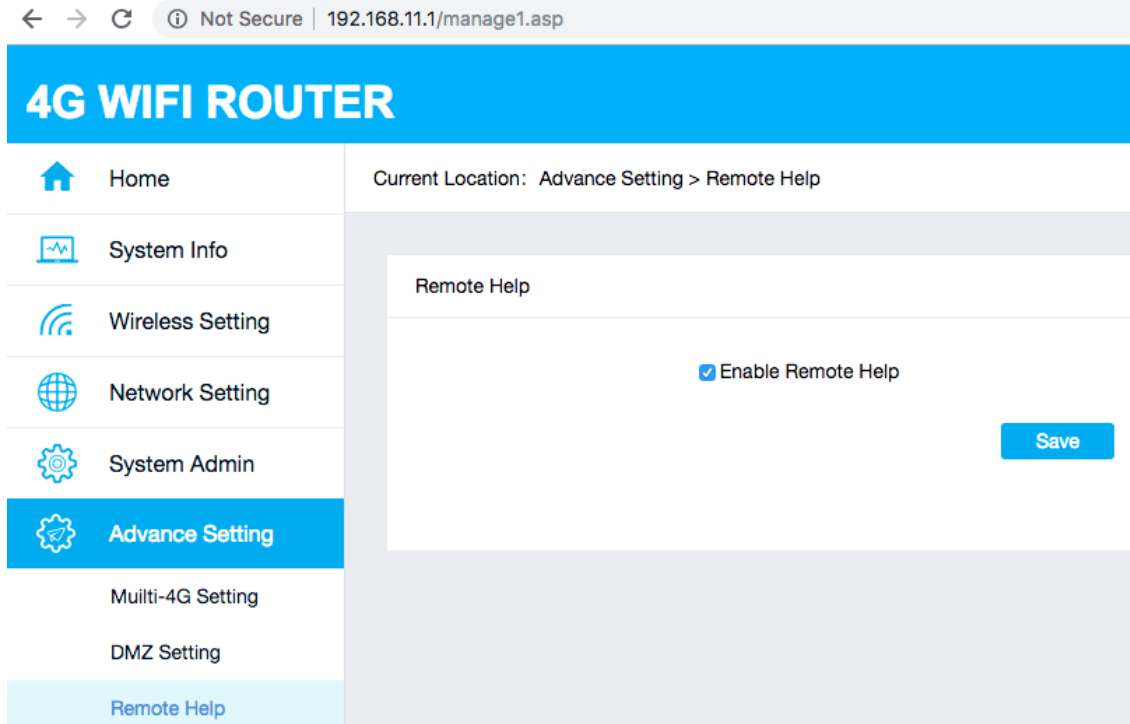 Not Secure | 192.168.11.1/manage1.asp
4G WIFI ROUTER
Home
Current Location: Advance Setting > Remote Help
System Info
Remote Help
Wireless Setting
Enable Remote Help
Network Setting
Save
System Admin
Advance Setting
Muilti-4G Setting
DMZ Setting
Remote Help